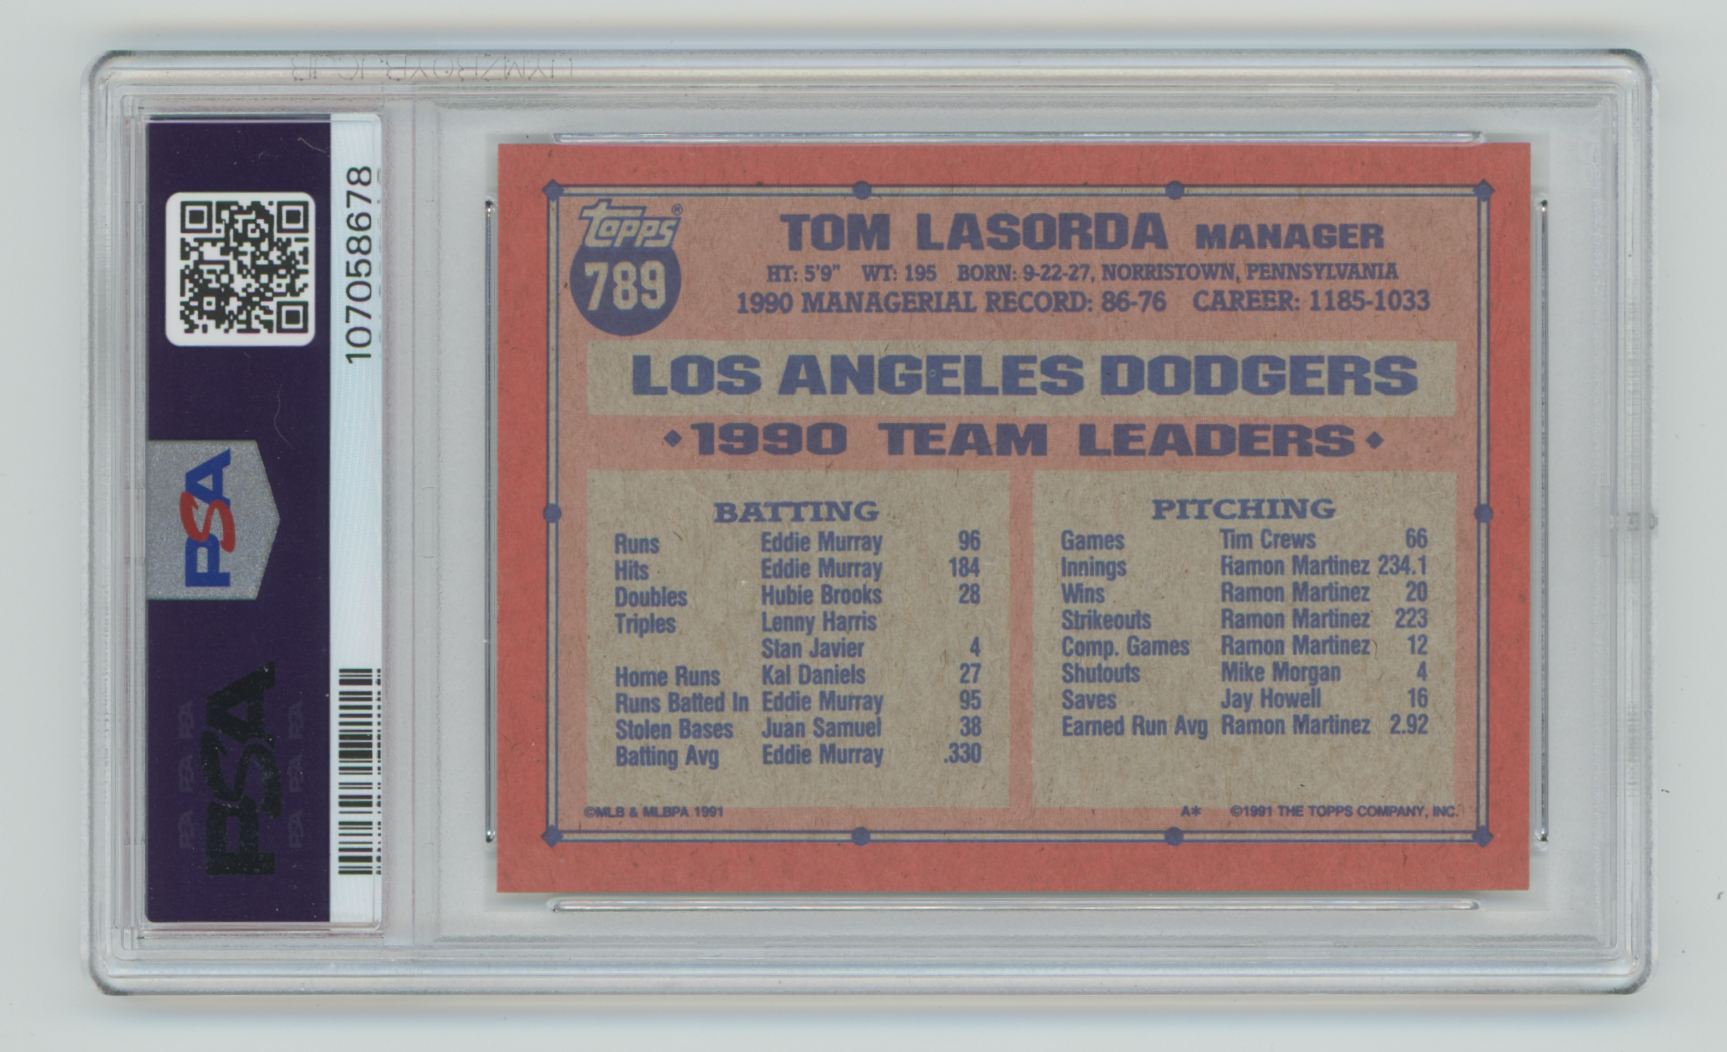 107058678
PSA
PSA
Topps®
789
TOM LASORDA MANAGER
HT: 5'9" WT: 195 BORN: 9-22-27, NORRISTOWN, PENNSYLVANIA
1990 MANAGERIAL RECORD: 86-76 CAREER: 1185-1033
LOS ANGELES DODGERS
1990 TEAM LEADERS
BATTING
Runs Eddie Murray 96
Hits Eddie Murray 184
Doubles Hubie Brooks 28
Triples Lenny Harris
Stan Javier 4
Home Runs Kal Daniels 27
Runs Batted In Eddie Murray 95
Stolen Bases Juan Samuel 38
Batting Avg Eddie Murray .330
PITCHING
Games Tim Crews 66
Innings Ramon Martinez 234.1
Wins Ramon Martinez 20
Strikeouts Ramon Martinez 223
Comp. Games Ramon Martinez 12
Shutouts Mike Morgan 4
Saves Jay Howell 16
Earned Run Avg Ramon Martinez 2.92
©MLB & MLBPA 1991
A* ©1991 THE TOPPS COMPANY, INC.